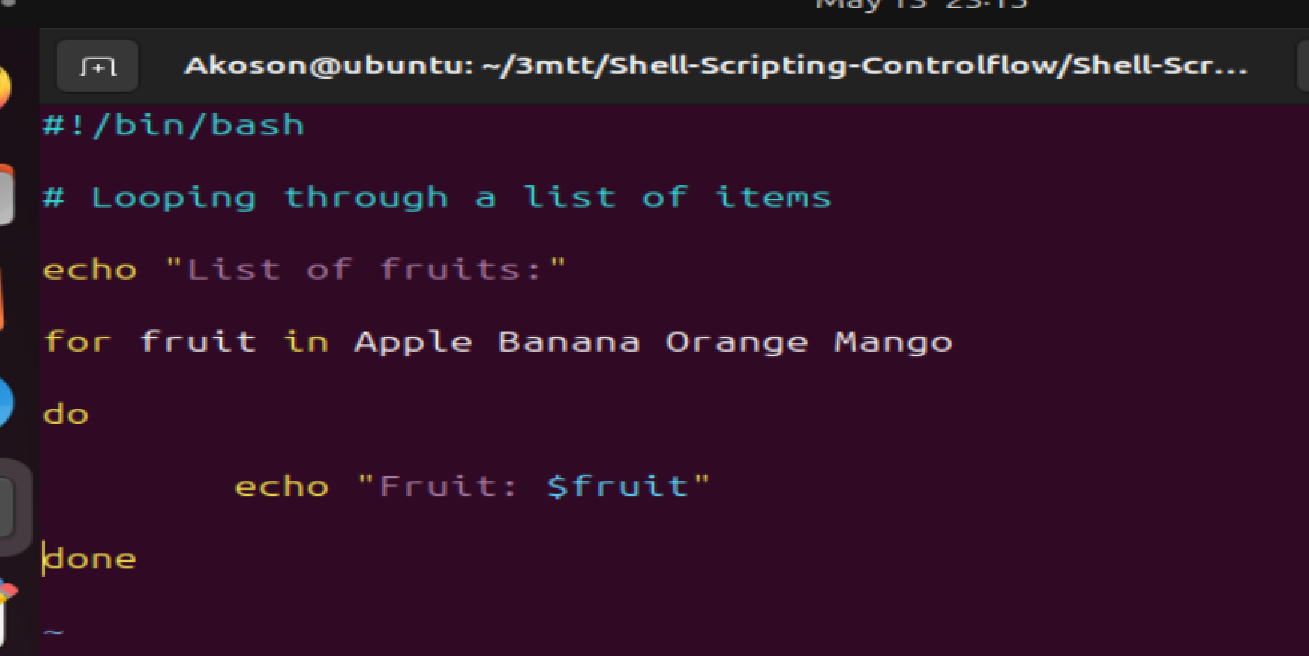 May 13 23:15
Akoson@ubuntu: ~/3mtt/Shell-Scripting-Controlflow/Shell-Scr...
#!/bin/bash
# Looping through a list of items
echo "List of fruits:"
for fruit in Apple Banana Orange Mango
do
echo "Fruit: $fruit"
done
~